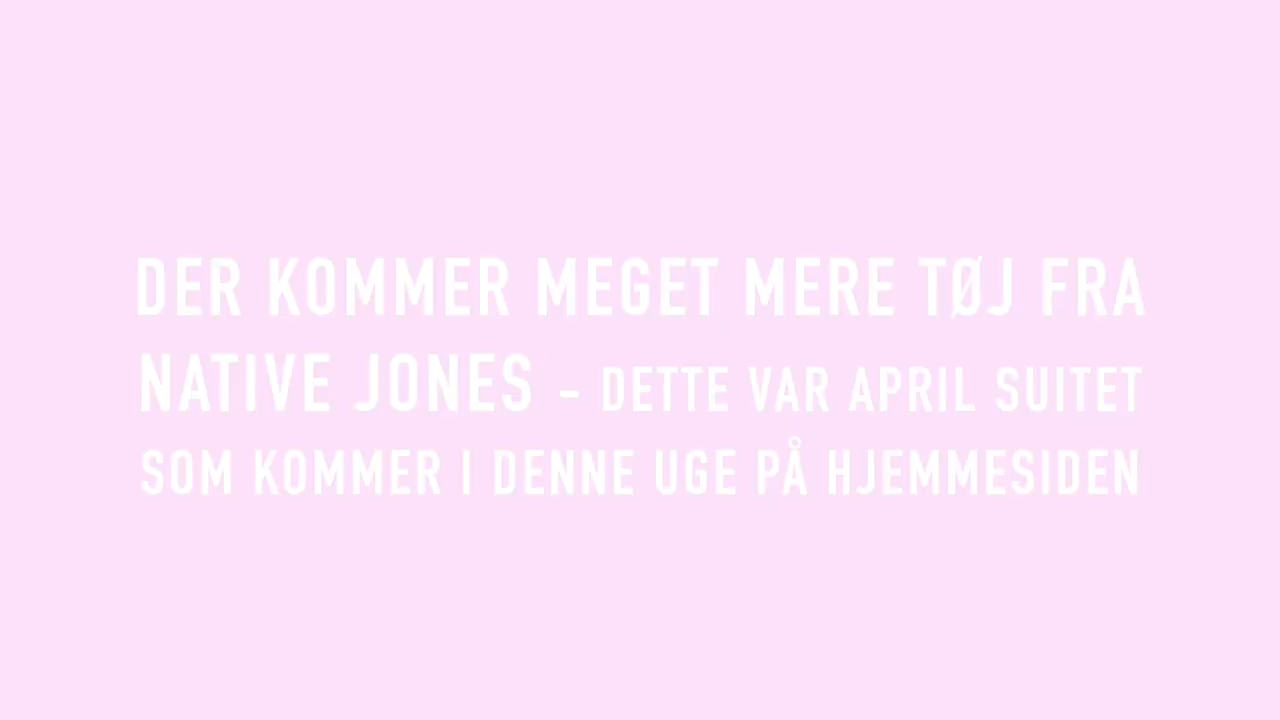 DER KOMMER MEGET MERE TØJ FRA
NATIVE JONES - DETTE VAR APRIL SUITET
SOM KOMMER I DENNE UGE PÅ HJEMMESIDEN